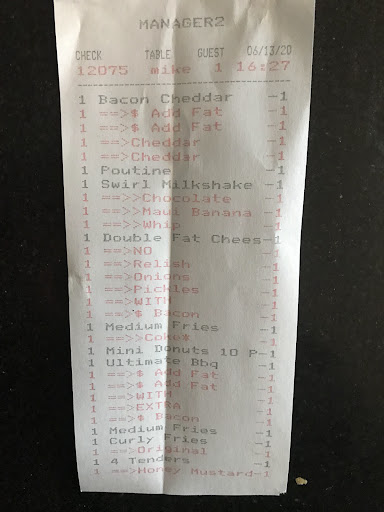 MANAGER2
CHECK TABLE GUEST 06/13/20
12075 mike 1 16:27
1 Bacon Cheddar -1
1 ==>$ Add Fat -1
1 ==>$ Add Fat -1
1 ==>Cheddar -1
1 ==>Cheddar -1
1 Poutine -1
1 Swirl Milkshake -1
1 ==>>Chocolate -1
1 ==>>Maui Banana -1
1 ==>>Whip -1
1 Double Fat Chees-1
1 ==>NO -1
1 ==>Relish -1
1 ==>Onions -1
1 ==>Pickles -1
1 ==>WITH -1
1 ==>$ Bacon -1
1 Medium Fries -1
1 ==>>Coke* -1
1 Mini Donuts 10 P-1
1 Ultimate Bbq -1
1 ==>$ Add Fat -1
1 ==>$ Add Fat -1
1 ==>WITH -1
1 ==>EXTRA -1
1 ==>$ Bacon -1
1 Medium Fries -1
1 Curly Fries -1
1 ==>Original -1
1 4 Tenders -1
1 ==>Honey Mustard-1